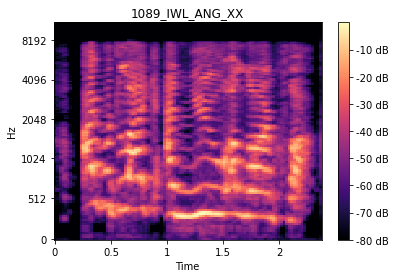 1089_IWL_ANG_XX
8192
4096
2048
1024
512
0
Hz
0
0.5
1
1.5
2
Time
-10 dB
-20 dB
-30 dB
-40 dB
-50 dB
-60 dB
-70 dB
-80 dB